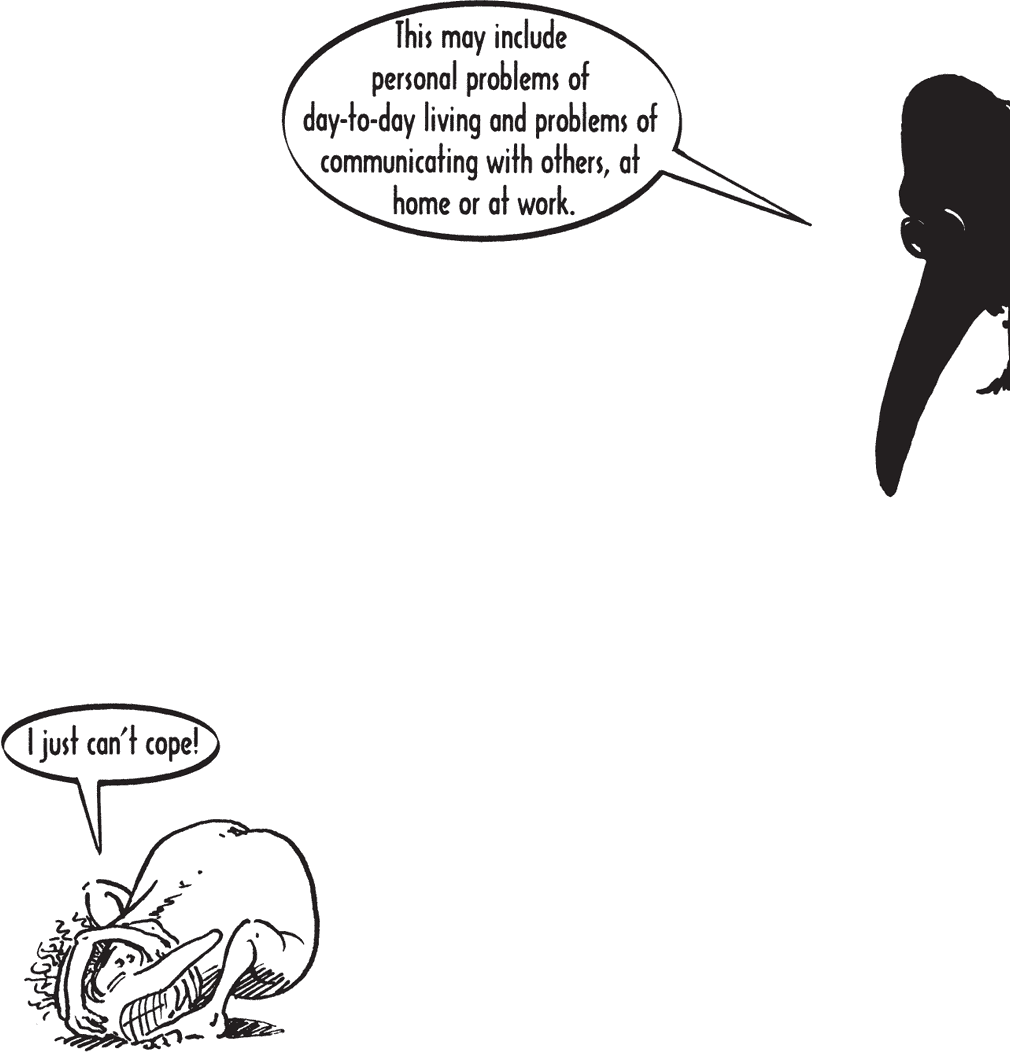 This may include
personal problems of
day-to-day living and problems of
communicating with others, at
home or at work.
I just can't cope!